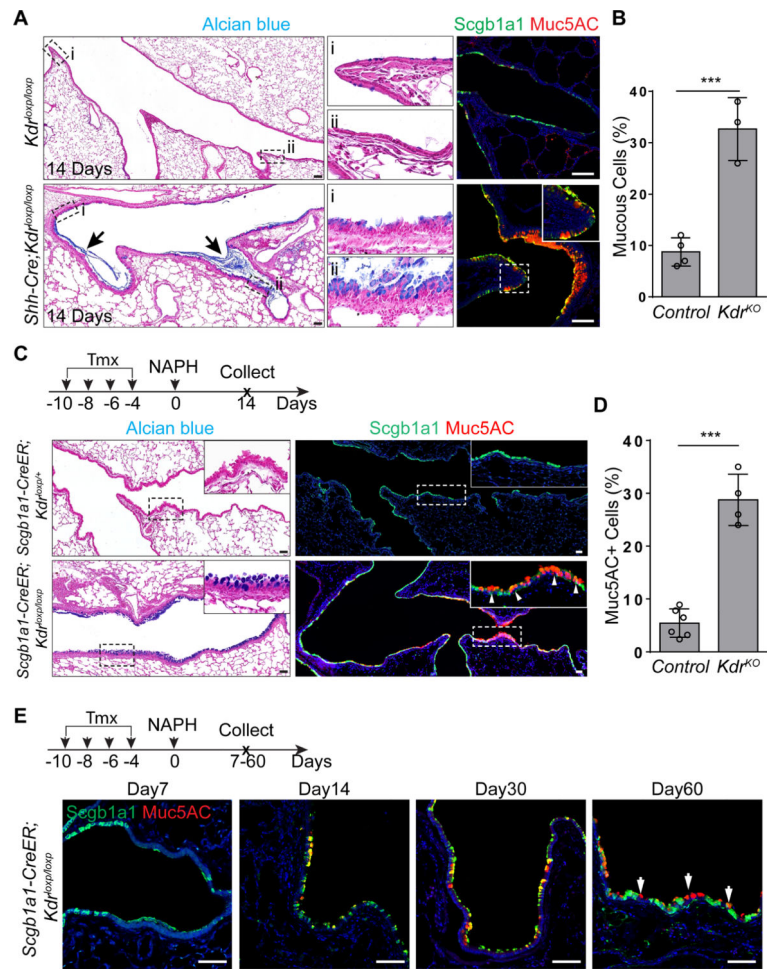 A
Alcian blue
Scgb1a1 Muc5AC
B
Kdrloxp/loxp
i
ii
14 Days
i
ii
Shh-Cre;Kdrloxp/loxp
i
ii
14 Days
i
ii
Mucous Cells (%)
40
30
20
10
0
***
Control KdrKO
C
Tmx NAPH Collect
-10 -8 -6 -4 0 14 Days
Alcian blue
Scgb1a1 Muc5AC
Scgb1a1-CreER;
Kdrloxp/+
Scgb1a1-CreER;
Kdrloxp/loxp
D
Muc5AC+ Cells (%)
40
30
20
10
0
***
Control KdrKO
E
Tmx NAPH Collect
-10 -8 -6 -4 0 7-60 Days
Day7 Day14 Day30 Day60
Scgb1a1 Muc5AC
Scgb1a1-CreER;
Kdrloxp/loxp